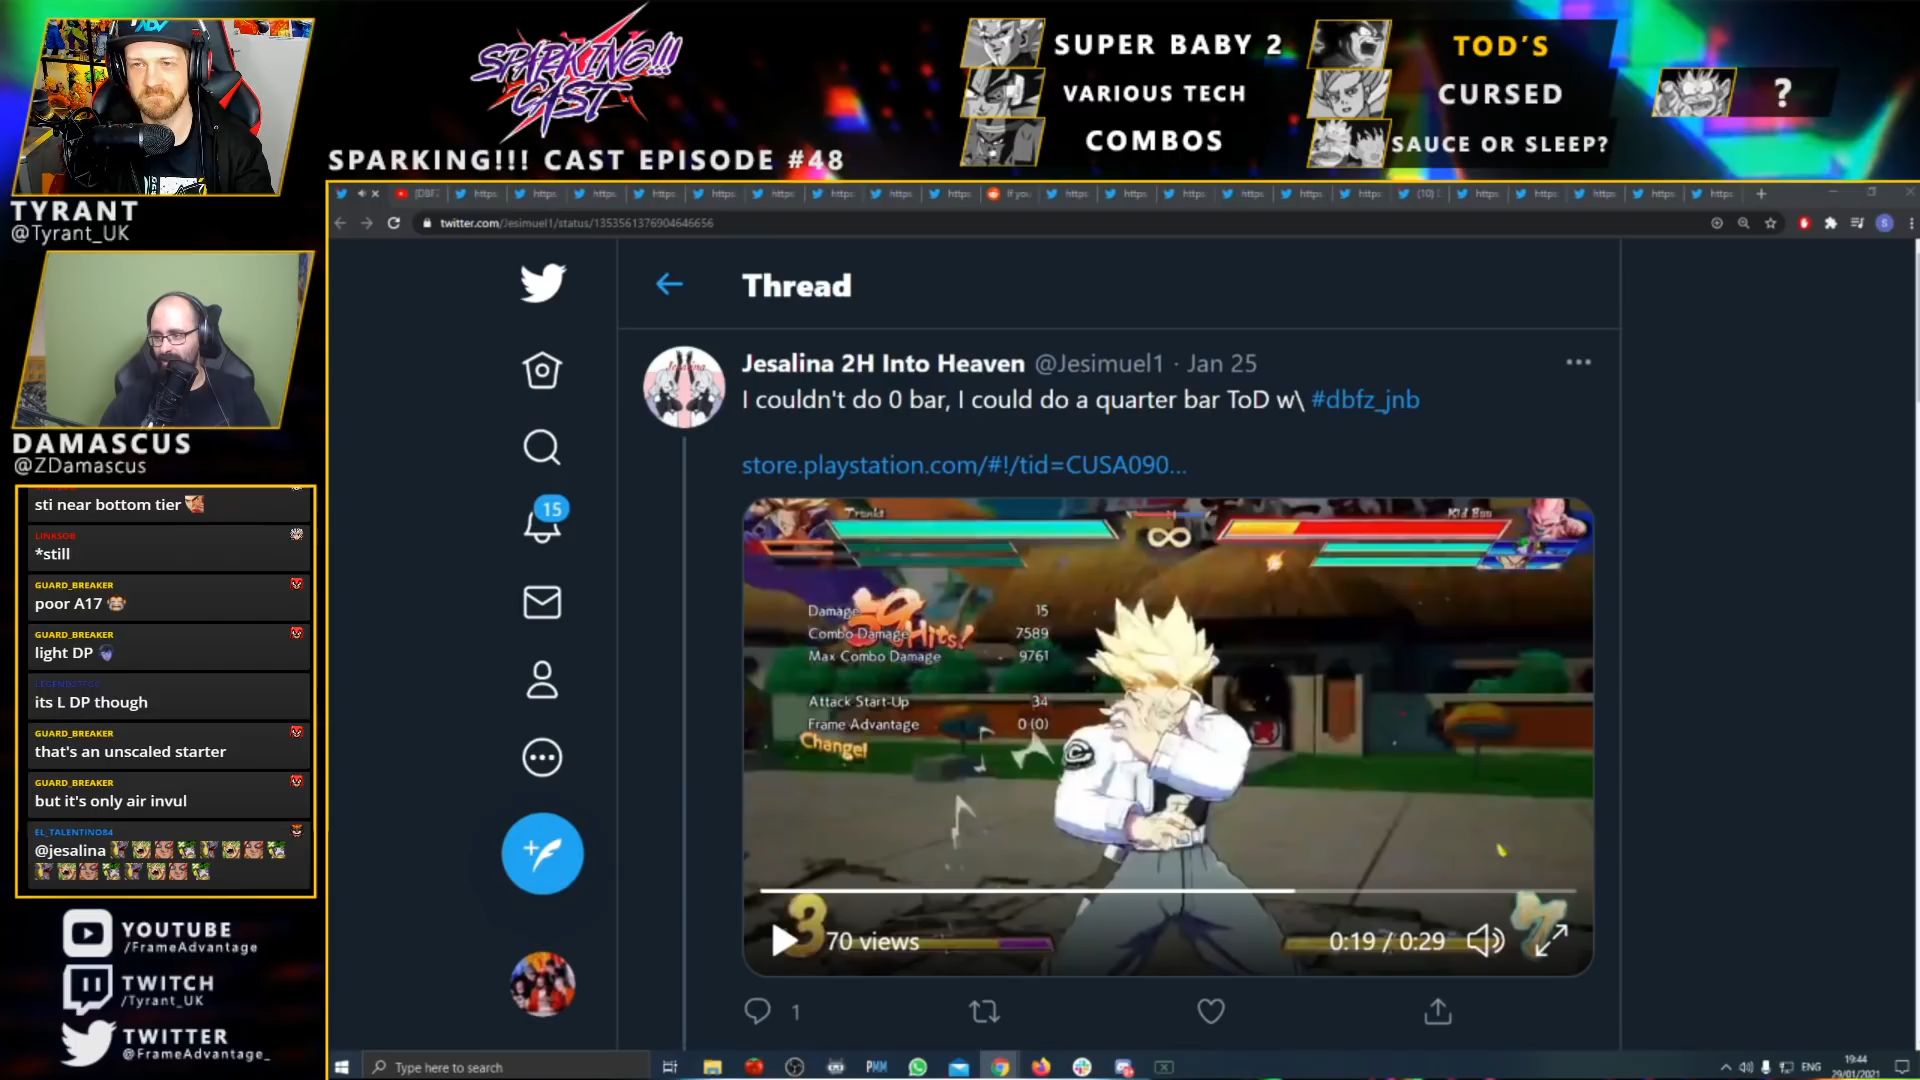 SPARKING!!!
CAST
SPARKING!!! CAST EPISODE #48
SUPER BABY 2
VARIOUS TECH
COMBOS
TOD'S
CURSED
SAUCE OR SLEEP?
?
TYRANT
@Tyrant_UK
DAMASCUS
@ZDamascus
sti near bottom tier
LINKSOB
*still
GUARD_BREAKER
poor A17
GUARD_BREAKER
light DP
its L DP though
GUARD_BREAKER
that's an unscaled starter
GUARD_BREAKER
but it's only air invul
EL_TALENTINO84
@jesalina
YOUTUBE
/FrameAdvantage
TWITCH
/Tyrant_UK
TWITTER
@FrameAdvantage_
twitter.com/Jesimuel1/status/1353561376904646656
15
Thread
Jesalina 2H Into Heaven @Jesimuel1 · Jan 25
I couldn't do 0 bar, I could do a quarter bar ToD w\ #dbfz_jnb
store.playstation.com/#!/tid=CUSA090...
Trunks
Kid Buu
59 Hits!
Damage 15
Combo Damage 7589
Max Combo Damage 9761
Attack Start-Up 34
Frame Advantage 0 (0)
Change!
3
7
70 views
0:19 / 0:29
1
Type here to search
PMM
ENG
19:44
29/01/2021